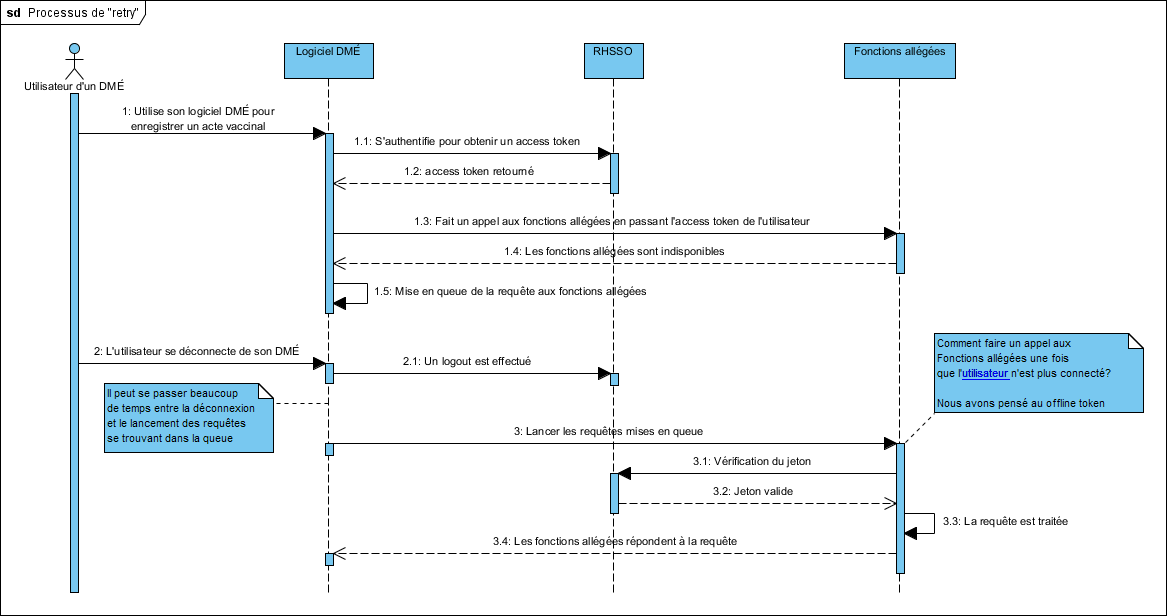 sd Processus de "retry"
Utilisateur d'un DMÉ
Logiciel DMÉ
RHSSO
Fonctions allégées
1: Utilise son logiciel DMÉ pour
enregistrer un acte vaccinal
1.1: S'authentifie pour obtenir un access token
1.2: access token retourné
1.3: Fait un appel aux fonctions allégées en passant l'access token de l'utilisateur
1.4: Les fonctions allégées sont indisponibles
1.5: Mise en queue de la requête aux fonctions allégées
2: L'utilisateur se déconnecte de son DMÉ
2.1: Un logout est effectué
Comment faire un appel aux
Fonctions allégées une fois
que l'utilisateur n'est plus connecté?
Nous avons pensé au offline token
Il peut se passer beaucoup
de temps entre la déconnexion
et le lancement des requêtes
se trouvant dans la queue
3: Lancer les requêtes mises en queue
3.1: Vérification du jeton
3.2: Jeton valide
3.3: La requête est traitée
3.4: Les fonctions allégées répondent à la requête